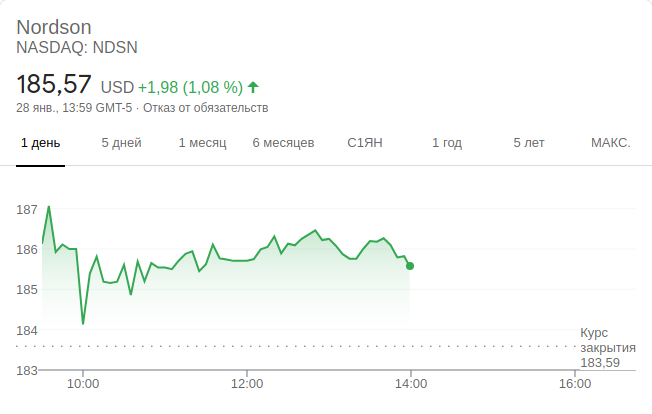 Nordson
NASDAQ: NDSN
185,57 USD +1,98 (1,08 %)
28 янв., 13:59 GMT-5 · Отказ от обязательств
1 день 5 дней 1 месяц 6 месяцев С1ЯН 1 год 5 лет МАКС.
187
186
185
184
Курс
закрытия
183,59
183
10:00 12:00 14:00 16:00